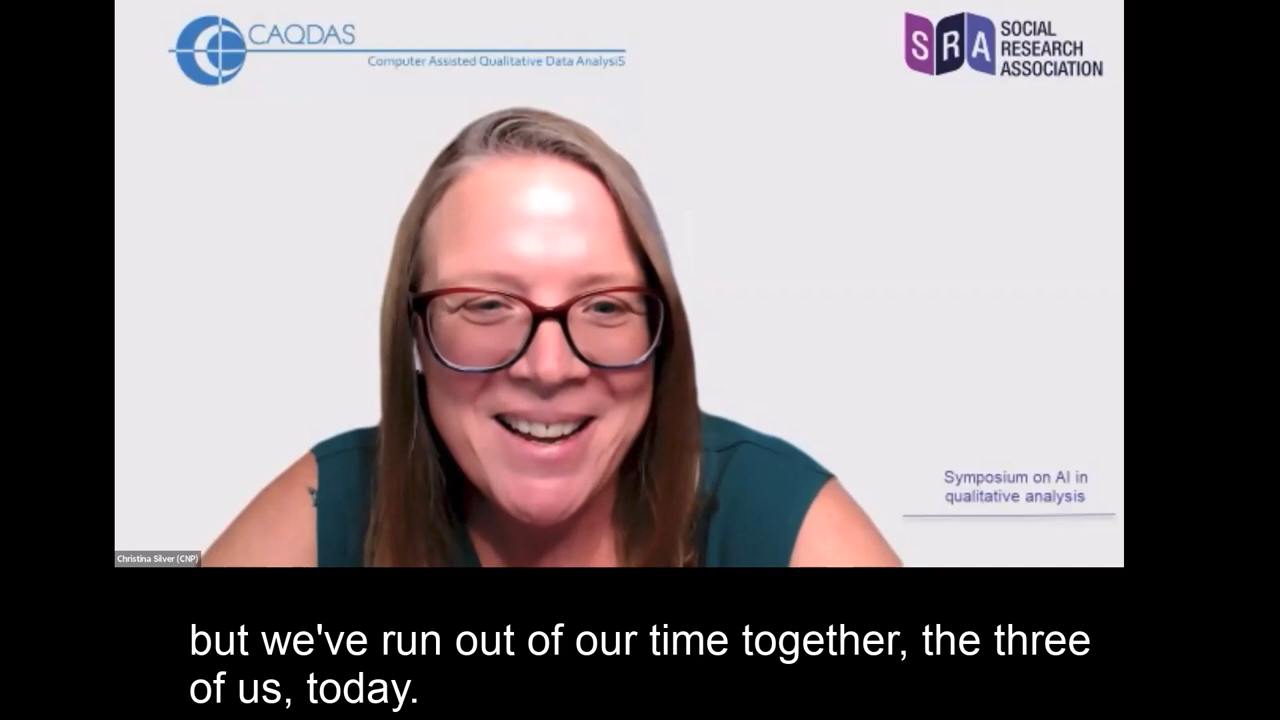 CAQDAS
Computer Assisted Qualitative Data AnalysiS
SRA
SOCIAL
RESEARCH
ASSOCIATION
Symposium on AI in
qualitative analysis
Christina Silver (CNP)
but we've run out of our time together, the three
of us, today.